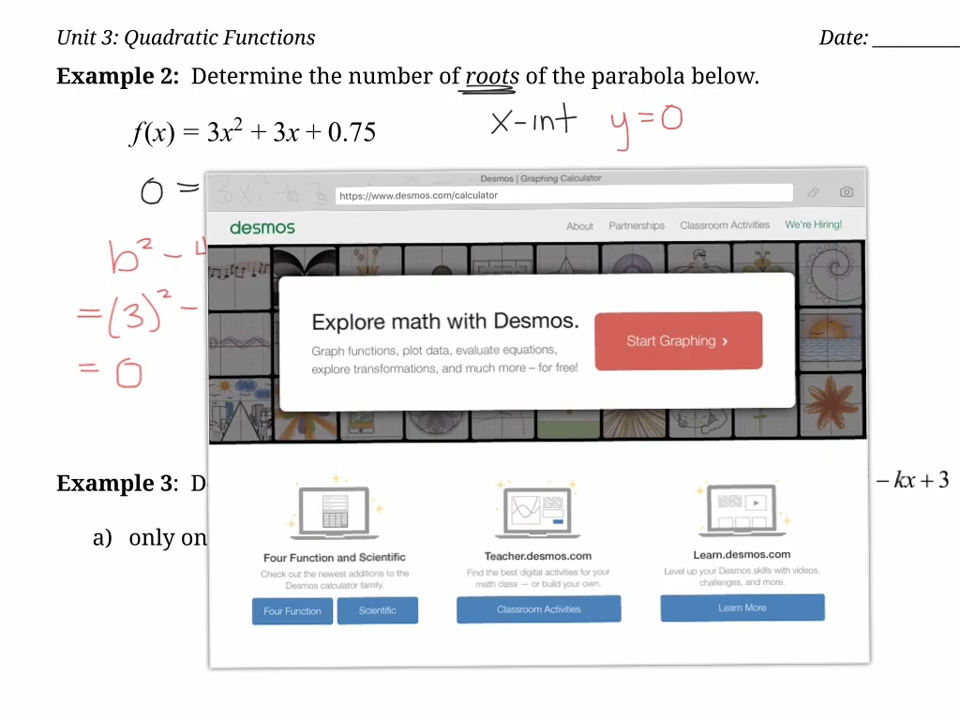 Unit 3: Quadratic Functions Date:
Example 2: Determine the number of roots of the parabola below.
x-int y=0
f(x) = 3x² + 3x + 0.75
0 =
b² - 4
= (3)² -
= 0
Desmos | Graphing Calculator
https://www.desmos.com/calculator
desmos About Partnerships Classroom Activities We're Hiring!
Explore math with Desmos.
Graph functions, plot data, evaluate equations,
explore transformations, and much more – for free!
Start Graphing ›
Example 3: D - kx + 3
a) only on
Four Function and Scientific
Check out the newest additions to the
Desmos calculator family.
Four Function Scientific
Teacher.desmos.com
Find the best digital activities for your
math class — or build your own.
Classroom Activities
Learn.desmos.com
Level up your Desmos skills with videos,
challenges, and more.
Learn More